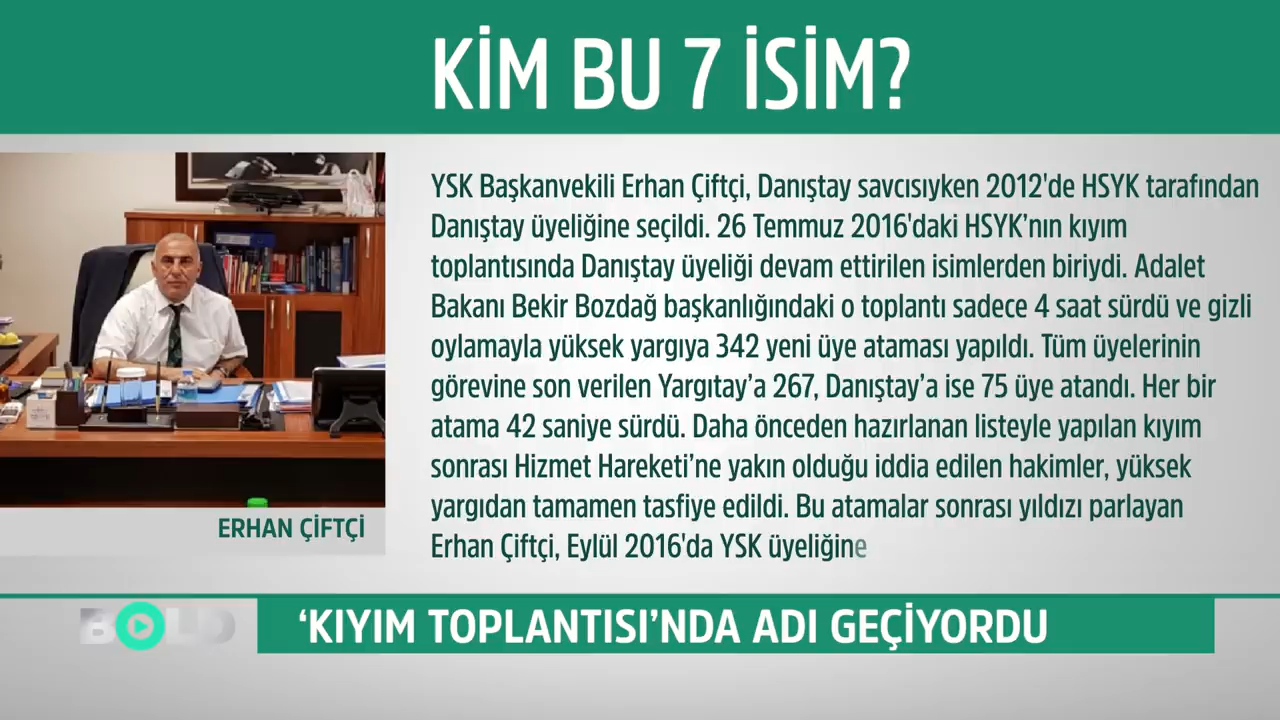 KİM BU 7 İSİM?
YSK Başkanvekili Erhan Çiftçi, Danıştay savcısıyken 2012'de HSYK tarafından
Danıştay üyeliğine seçildi. 26 Temmuz 2016'daki HSYK’nın kıyım
toplantısında Danıştay üyeliği devam ettirilen isimlerden biriydi. Adalet
Bakanı Bekir Bozdağ başkanlığındaki o toplantı sadece 4 saat sürdü ve gizli
oylamayla yüksek yargıya 342 yeni üye ataması yapıldı. Tüm üyelerinin
görevine son verilen Yargıtay’a 267, Danıştay’a ise 75 üye atandı. Her bir
atama 42 saniye sürdü. Daha önceden hazırlanan listeyle yapılan kıyım
sonrası Hizmet Hareketi’ne yakın olduğu iddia edilen hakimler, yüksek
yargıdan tamamen tasfiye edildi. Bu atamalar sonrası yıldızı parlayan
Erhan Çiftçi, Eylül 2016'da YSK üyeliğine
ERHAN ÇİFTÇİ
BOLD
‘KIYIM TOPLANTISI’NDA ADI GEÇİYORDU